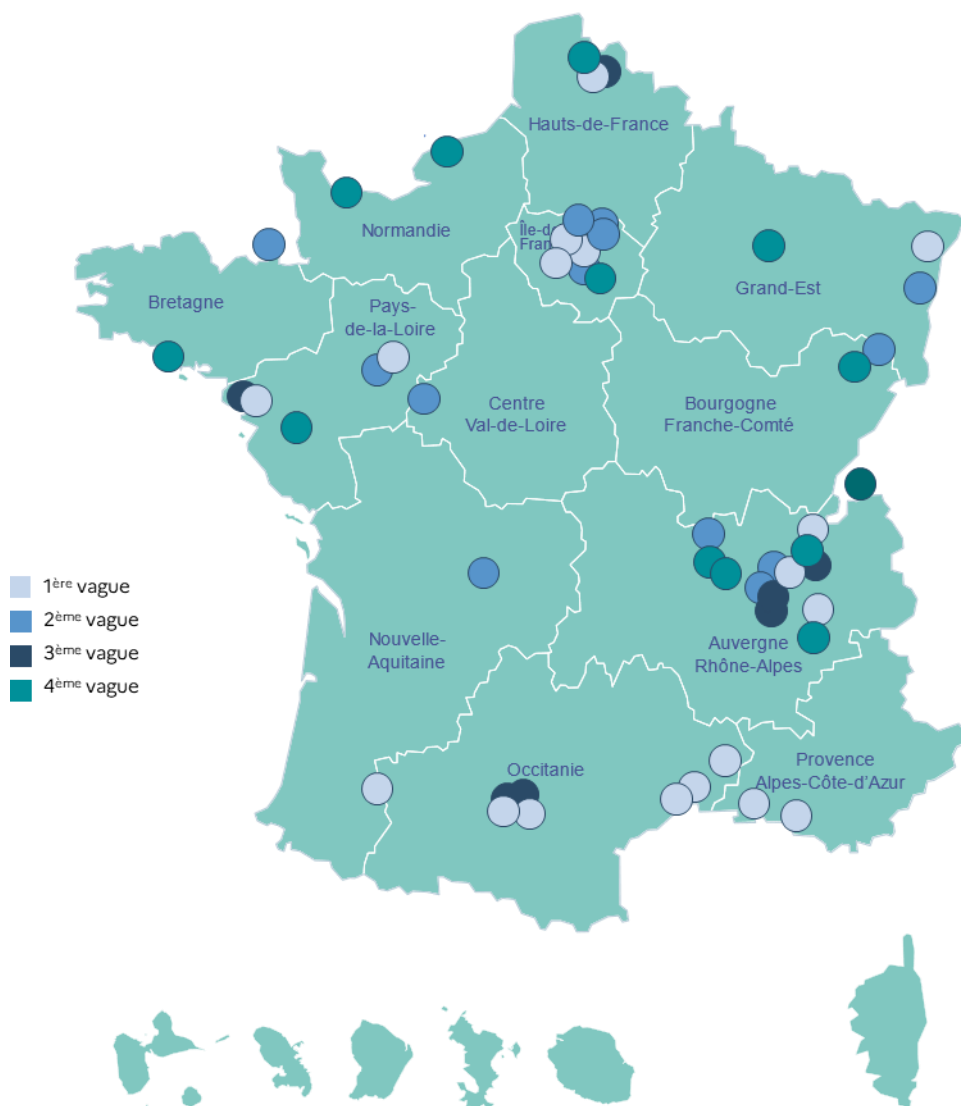 Hauts-de-France
Normandie
Île-de
Fran
Grand-Est
Bretagne
Pays-
de-la-Loire
Centre
Val-de-Loire
Bourgogne
Franche-Comté
1ère vague
2ème vague
3ème vague
4ème vague
Nouvelle-
Aquitaine
Auvergne
Rhône-Alpes
Occitanie
Provence
Alpes-Côte-d'Azur